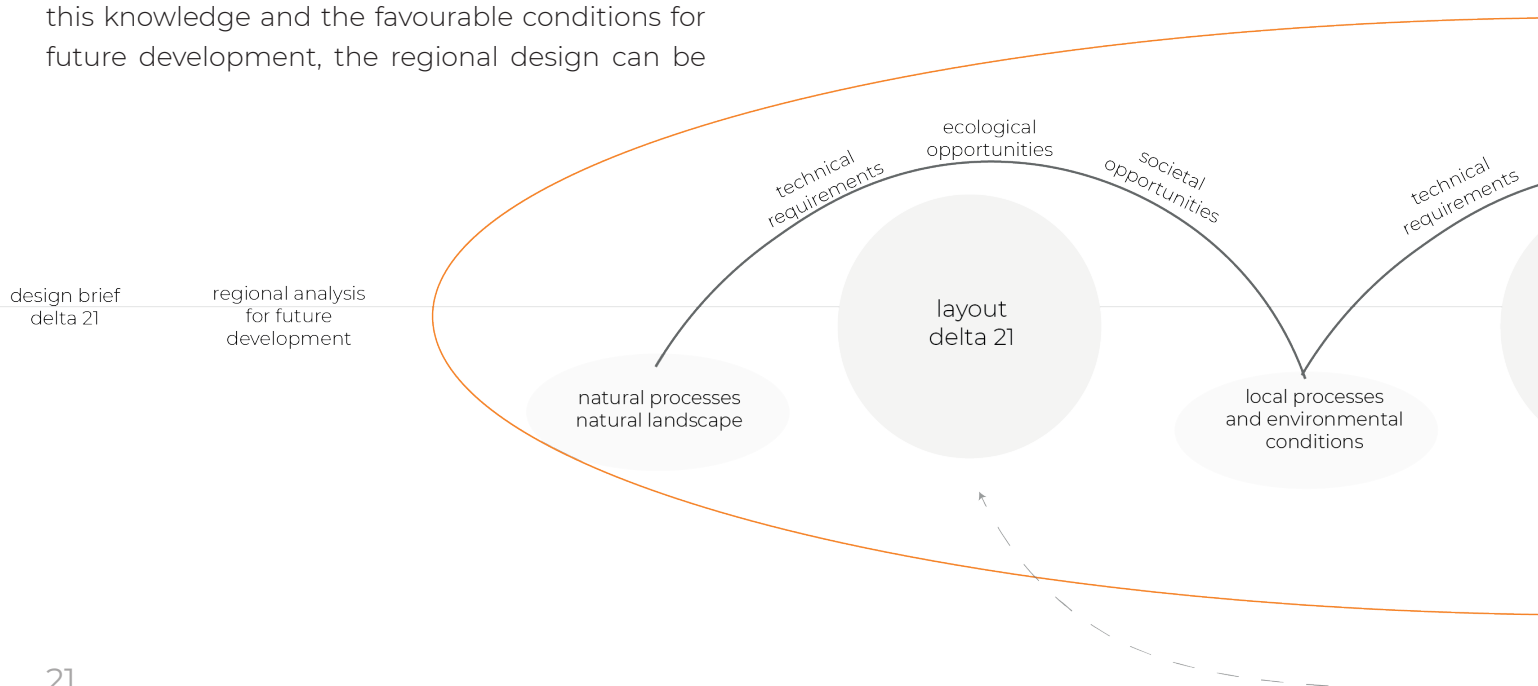 this knowledge and the favourable conditions for
future development, the regional design can be
design brief
delta 21
regional analysis
for future
development
technical
requirements
ecological
opportunities
societal
opportunities
technical
requirements
layout
delta 21
natural processes
natural landscape
local processes
and environmental
conditions
21